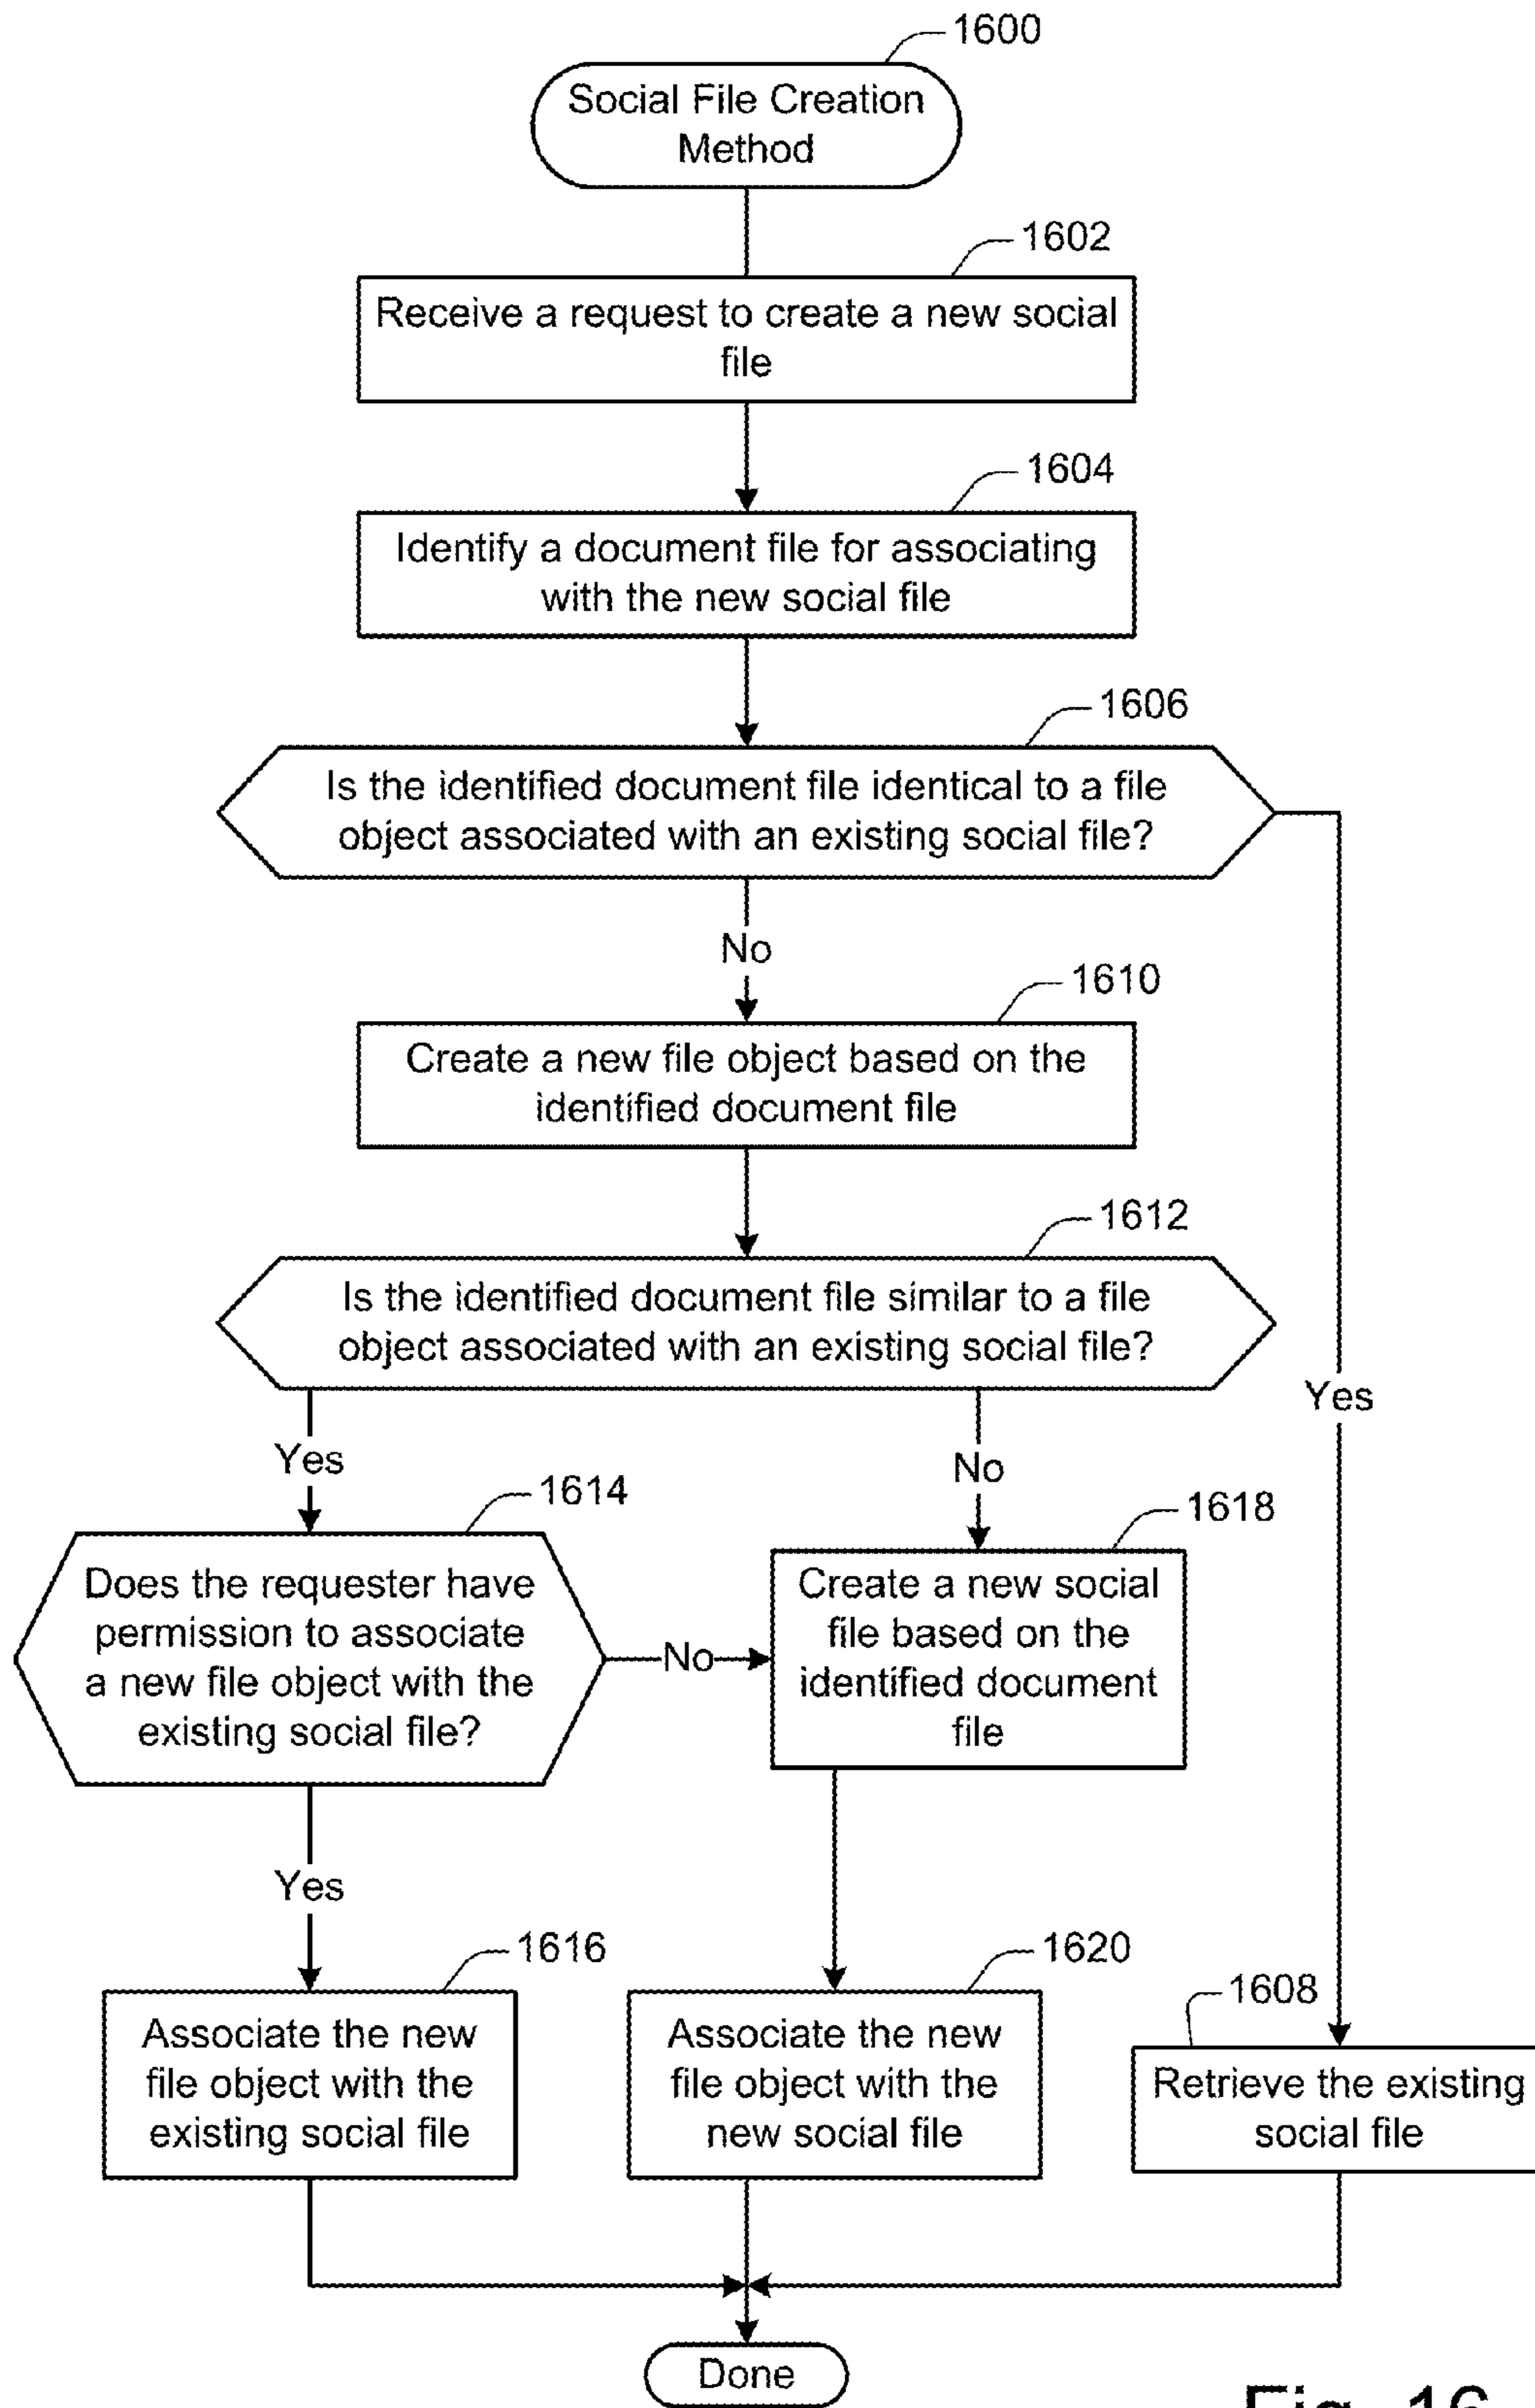 1600
Social File Creation
Method
1602
Receive a request to create a new social
file
1604
Identify a document file for associating
with the new social file
1606
Is the identified document file identical to a file
object associated with an existing social file?
No
1610
Create a new file object based on the
identified document file
1612
Is the identified document file similar to a file
object associated with an existing social file?
Yes
Yes
No
1614
1618
Does the requester have
permission to associate
a new file object with the
existing social file?
No
Create a new social
file based on the
identified document
file
Yes
1616
1620
1608
Associate the new
file object with the
existing social file
Associate the new
file object with the
new social file
Retrieve the existing
social file
Done
Fig. 16